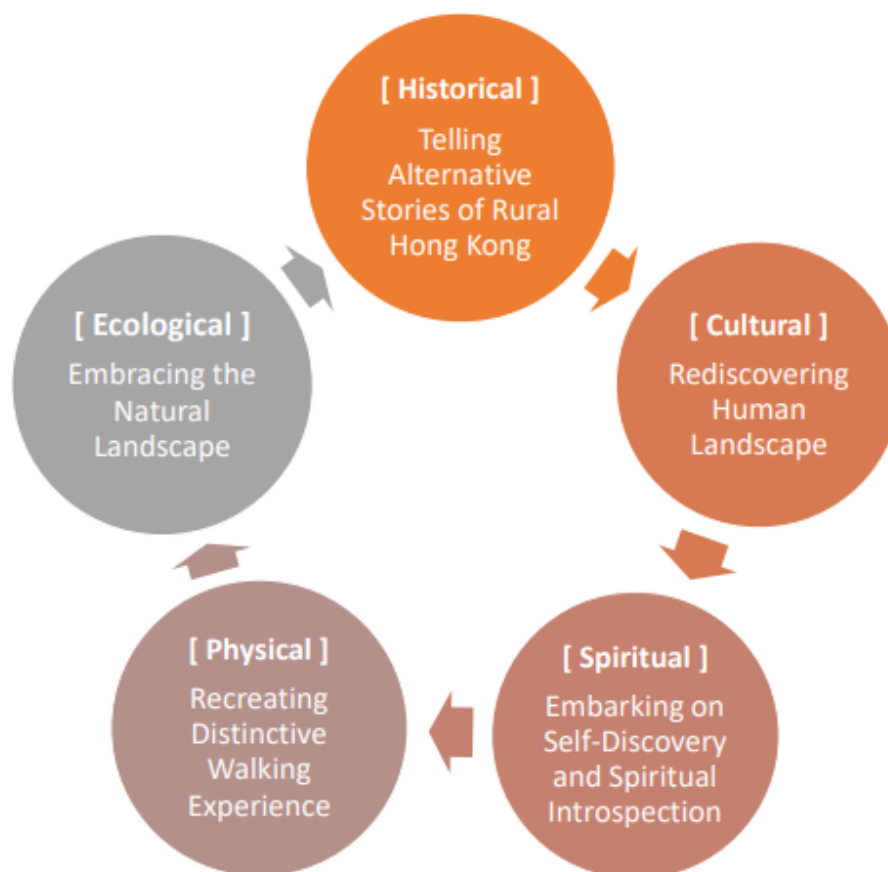 [ Historical ]
Telling
Alternative
Stories of Rural
Hong Kong
[ Cultural ]
Rediscovering
Human
Landscape
[ Spiritual ]
Embarking on
Self-Discovery
and Spiritual
Introspection
[ Physical ]
Recreating
Distinctive
Walking
Experience
[ Ecological ]
Embracing the
Natural
Landscape